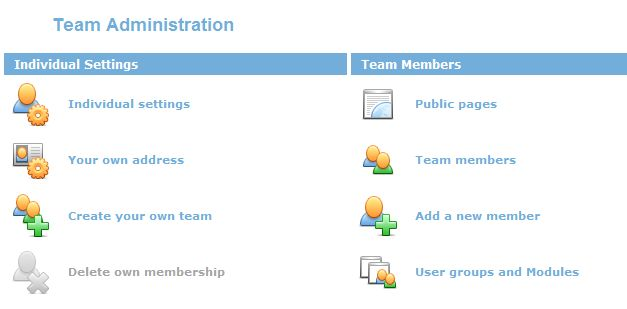 Team Administration
Individual Settings
Individual settings
Your own address
Create your own team
Delete own membership
Team Members
Public pages
Team members
Add a new member
User groups and Modules